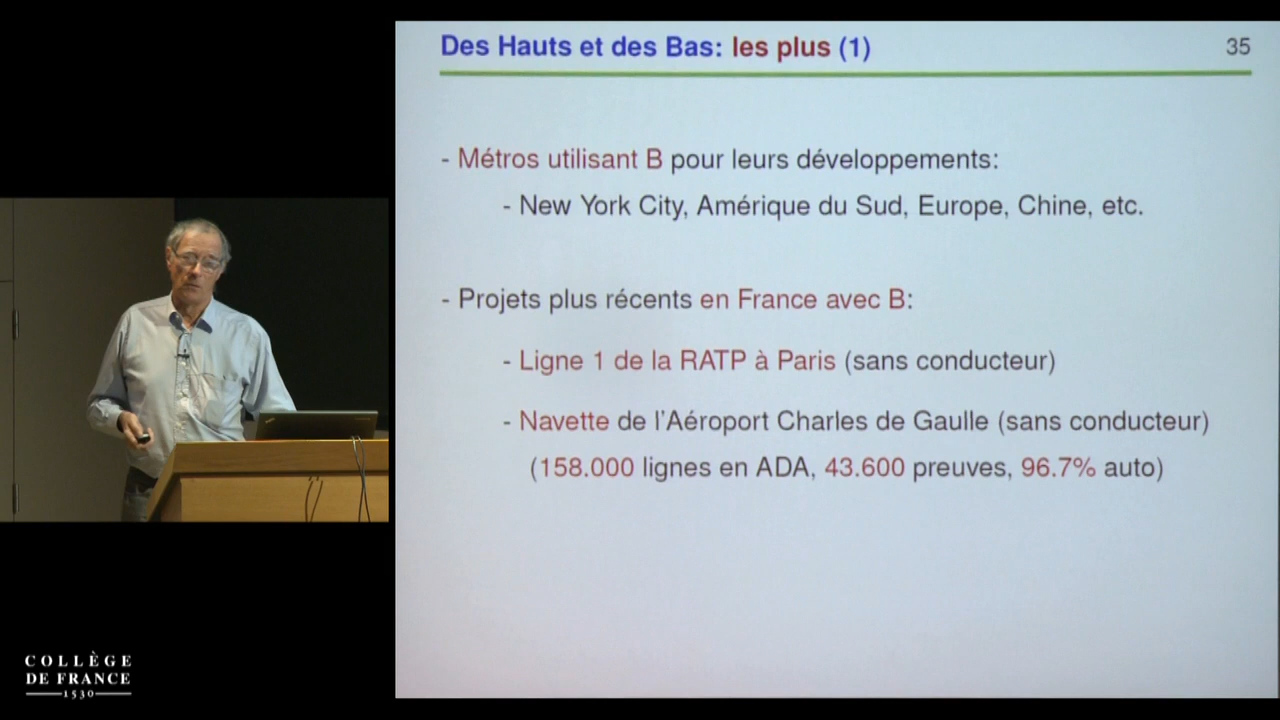 Des Hauts et des Bas: les plus (1)
35
- Métros utilisant B pour leurs développements:
- New York City, Amérique du Sud, Europe, Chine, etc.
- Projets plus récents en France avec B:
- Ligne 1 de la RATP à Paris (sans conducteur)
- Navette de l'Aéroport Charles de Gaulle (sans conducteur)
(158.000 lignes en ADA, 43.600 preuves, 96.7% auto)
COLLÈGE
DE FRANCE
1530